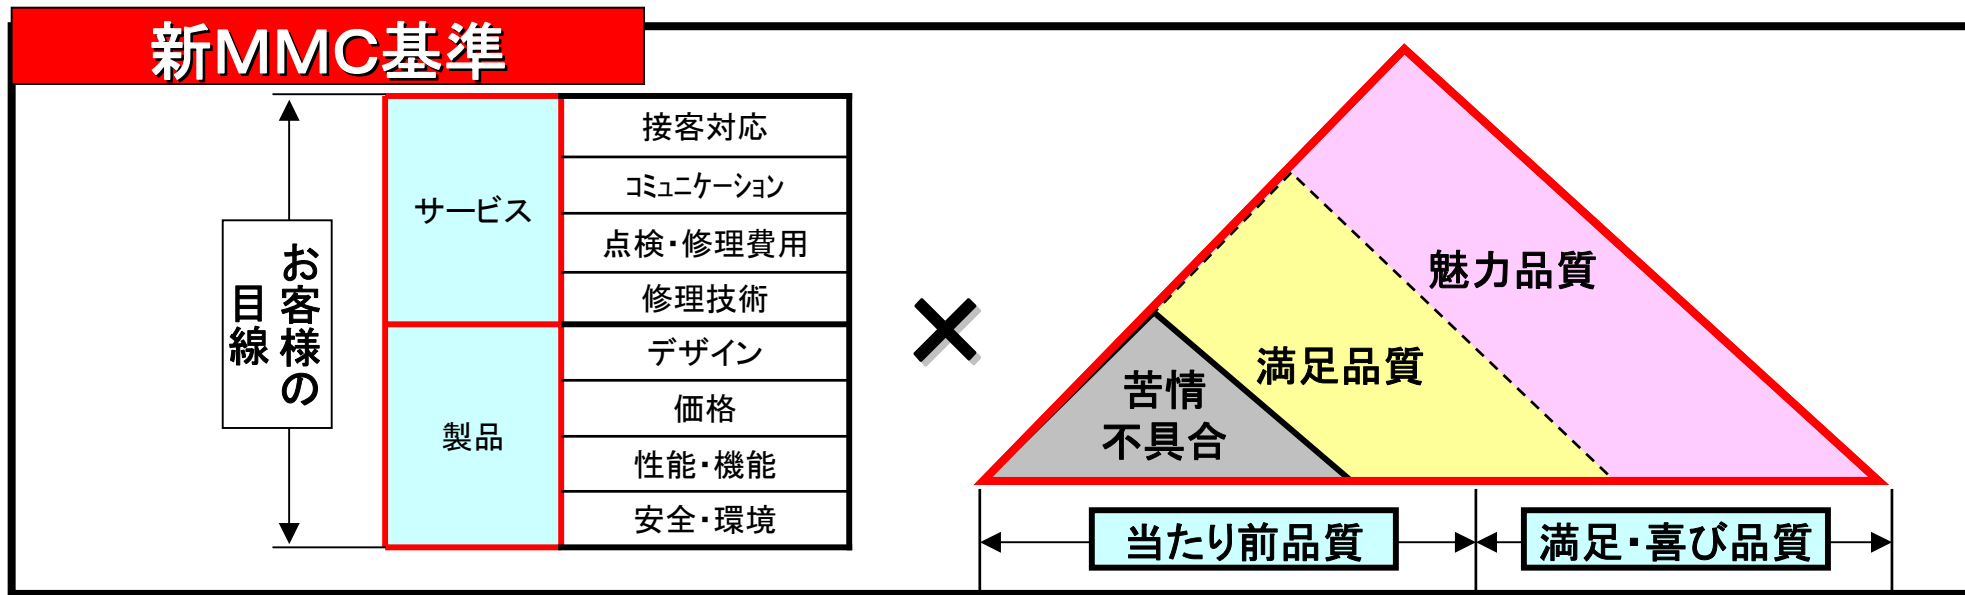 新ＭＭＣ基準
お客様の
目線
サービス
接客対応
ｺﾐｭﾆｹｰｼｮﾝ
点検・修理費用
修理技術
製品
デザイン
価格
性能・機能
安全・環境
×
魅力品質
満足品質
苦情
不具合
当たり前品質
満足・喜び品質